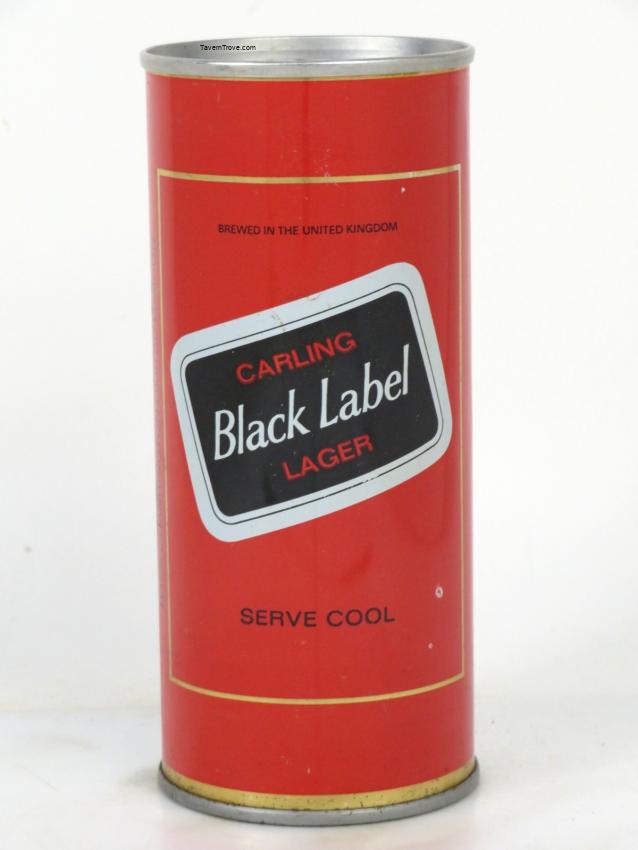 TavernTrove.com
BREWED IN THE UNITED KINGDOM
CARLING
Black Label
LAGER
SERVE COOL